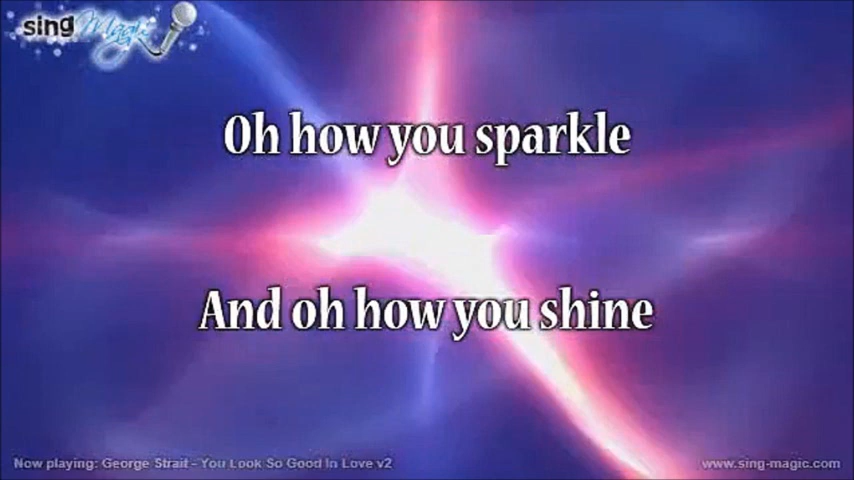 sing Magic
Oh how you sparkle
And oh how you shine
Now playing: George Strait - You Look So Good In Love v2
www.sing-magic.com